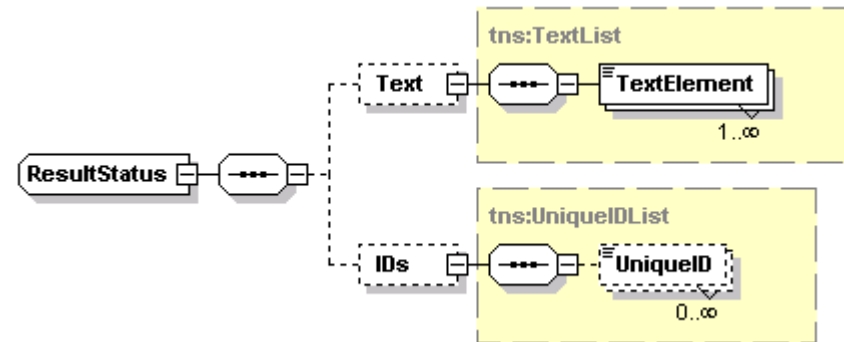 tns:TextList
Text
TextElement
1..∞
ResultStatus
tns:UniqueIDList
IDs
UniqueID
0..∞